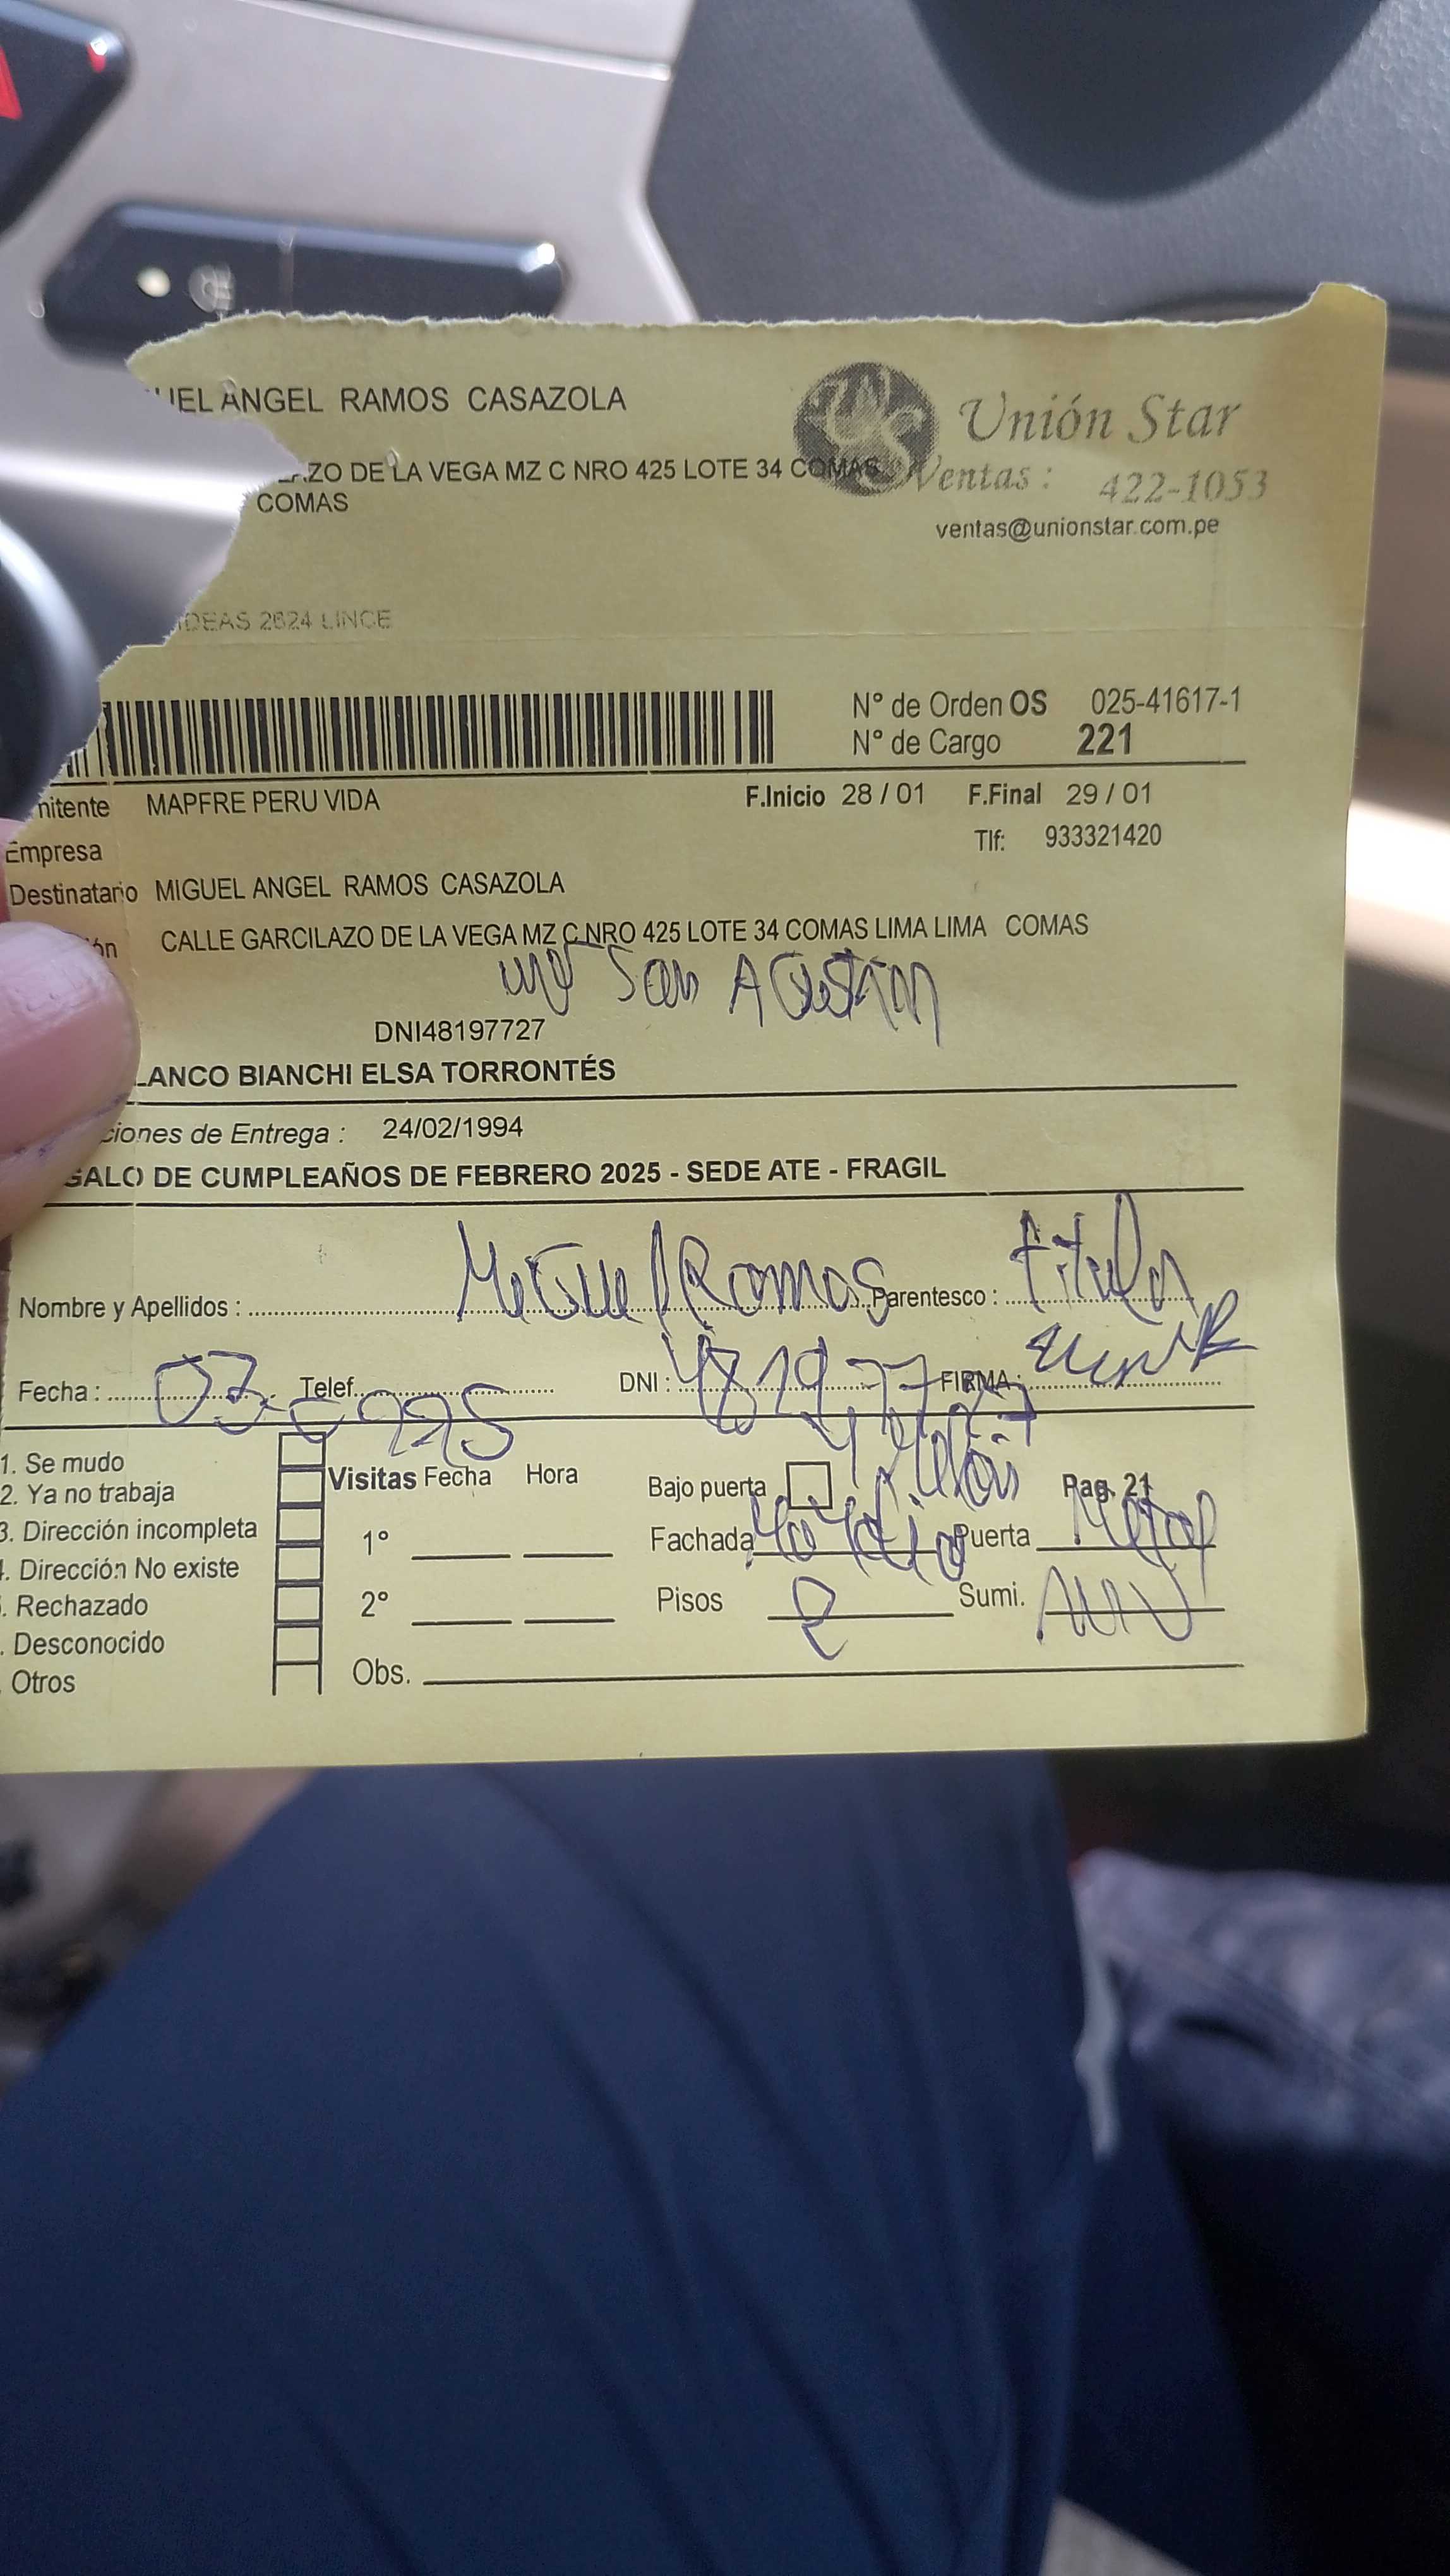 UEL ANGEL RAMOS CASAZOLA
Unión Star
ZO DE LA VEGA MZ C NRO 425 LOTE 34 COMAS
COMAS
Ventas : 422-1053
ventas@unionstar.com.pe
DEAS 2624 LINCE
N° de Orden OS 025-41617-1
N° de Cargo 221
mitente MAPFRE PERU VIDA F.Inicio 28 / 01 F.Final 29 / 01
Empresa Tlf: 933321420
Destinatario MIGUEL ANGEL RAMOS CASAZOLA
ón CALLE GARCILAZO DE LA VEGA MZ C NRO 425 LOTE 34 COMAS LIMA LIMA COMAS
San Agustin
DNI48197727
LANCO BIANCHI ELSA TORRONTÉS
ciones de Entrega : 24/02/1994
GALO DE CUMPLEAÑOS DE FEBRERO 2025 - SEDE ATE - FRAGIL
Nombre y Apellidos : Miguel Ramos Parentesco : titular
Fecha : 03 Telef. DNI : FIRMA :
1. Se mudo
2. Ya no trabaja
3. Dirección incompleta
. Dirección No existe
. Rechazado
. Desconocido
. Otros
Visitas Fecha Hora
1°
2°
Bajo puerta Pag. 21
Fachada Puerta Metal
Pisos 2 Sumi.
Obs.